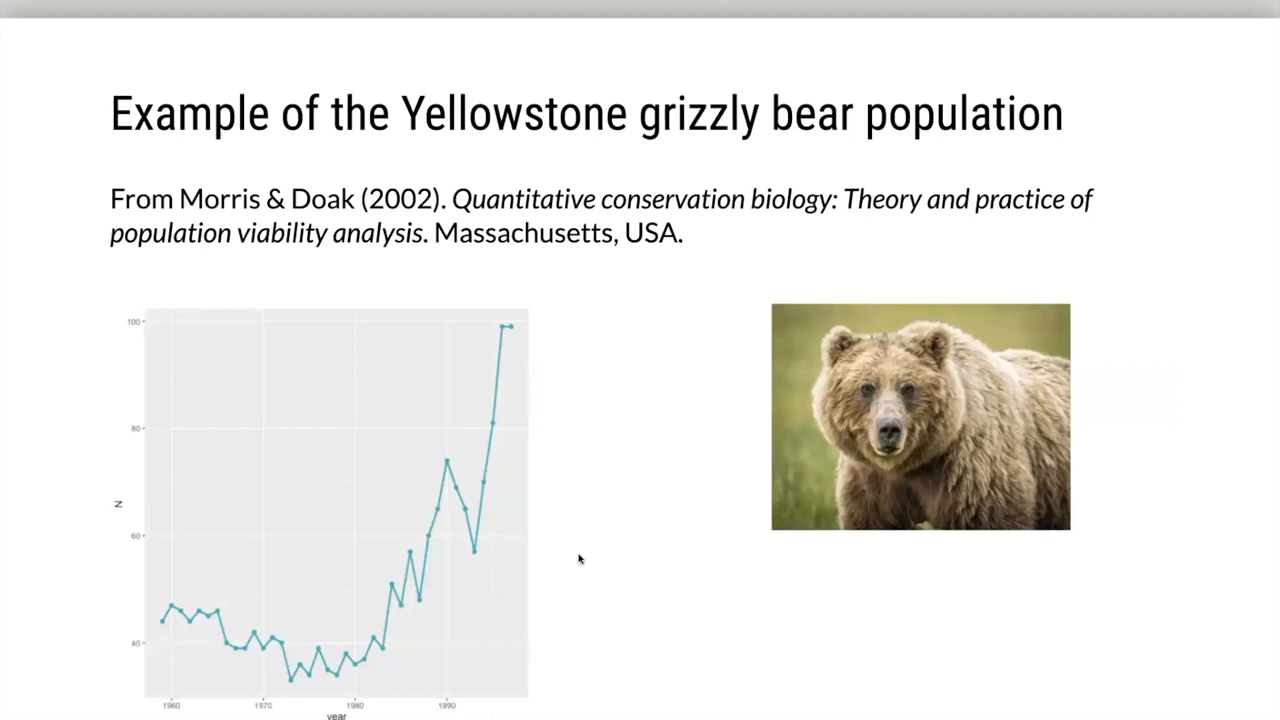 Example of the Yellowstone grizzly bear population
From Morris & Doak (2002). Quantitative conservation biology: Theory and practice of
population viability analysis. Massachusetts, USA.
100
80
N
60
40
1960 1970 1980 1990
year